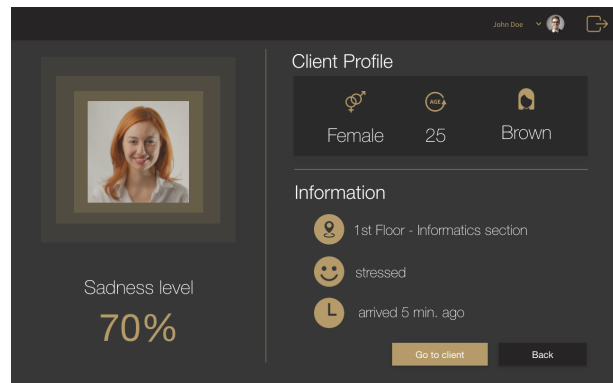 John Doe
Client Profile
AGE
Female
25
Brown
Information
1st Floor - Informatics section
stressed
arrived 5 min. ago
Sadness level
70%
Go to client
Back